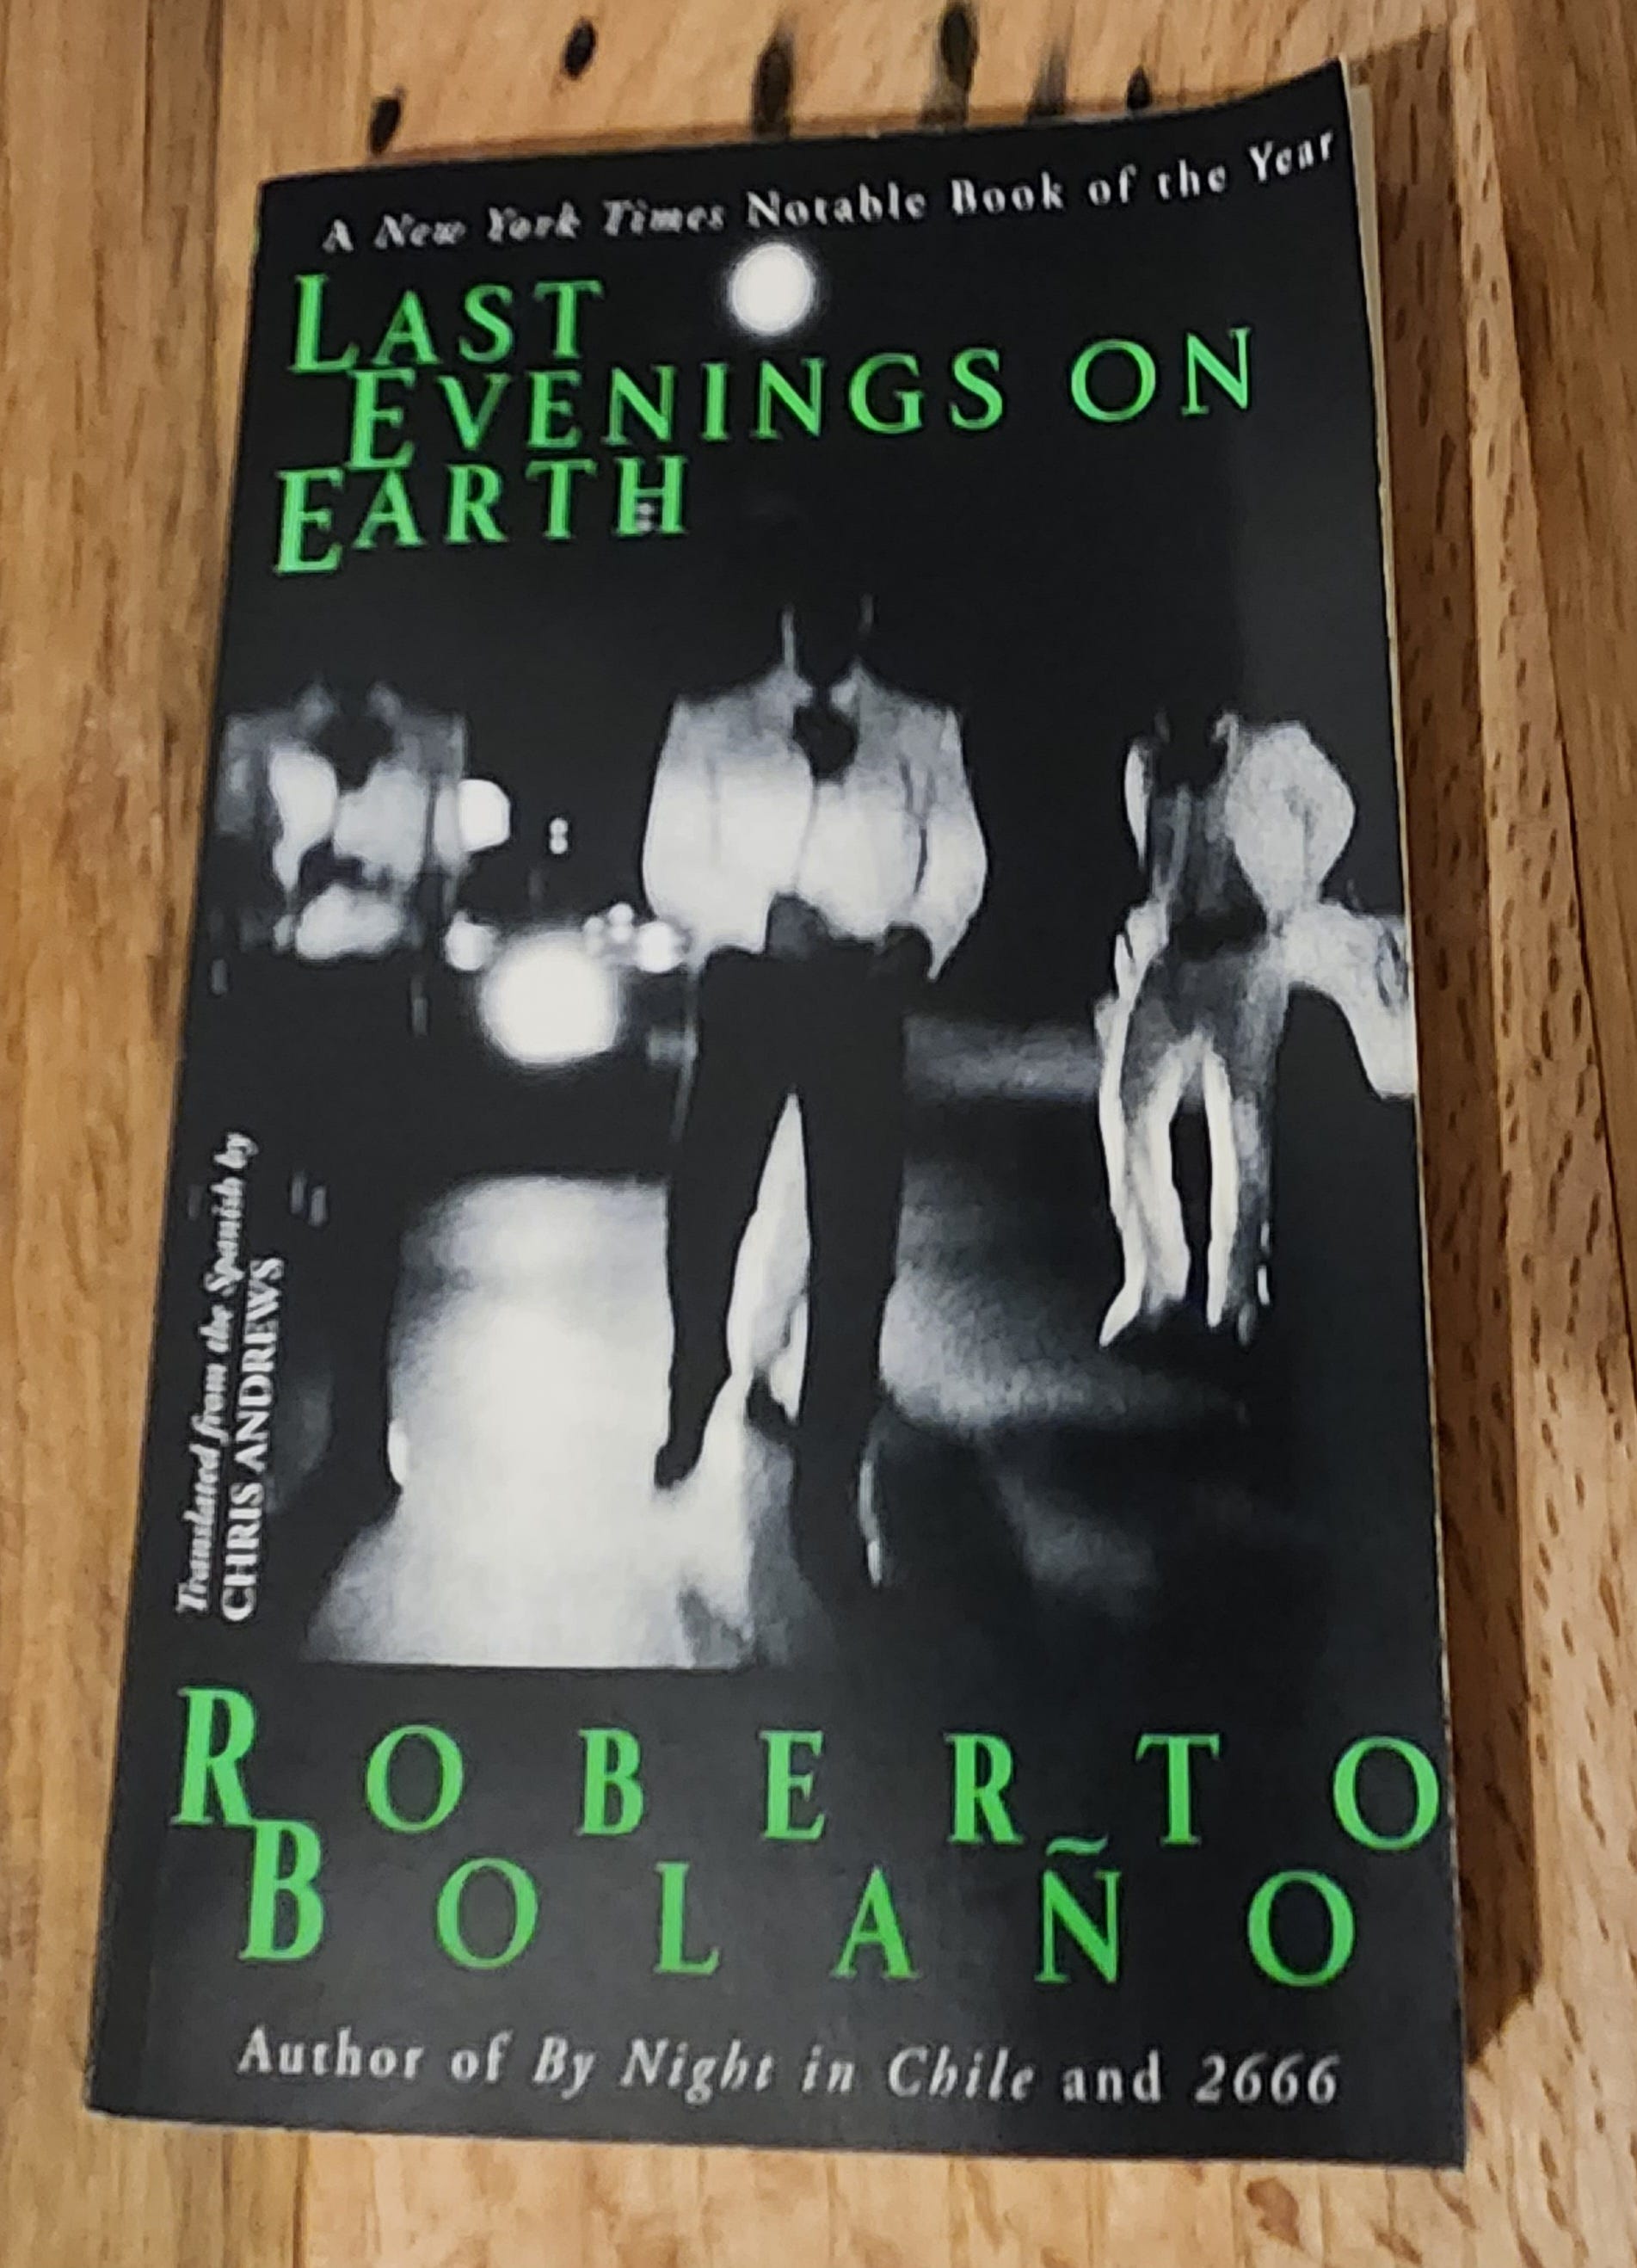 A New York Times Notable Book of the Year
LAST
EVENINGS ON
EARTH
Translated from the Spanish by
CHRIS ANDREWS
ROBERTO
BOLAÑO
Author of By Night in Chile and 2666